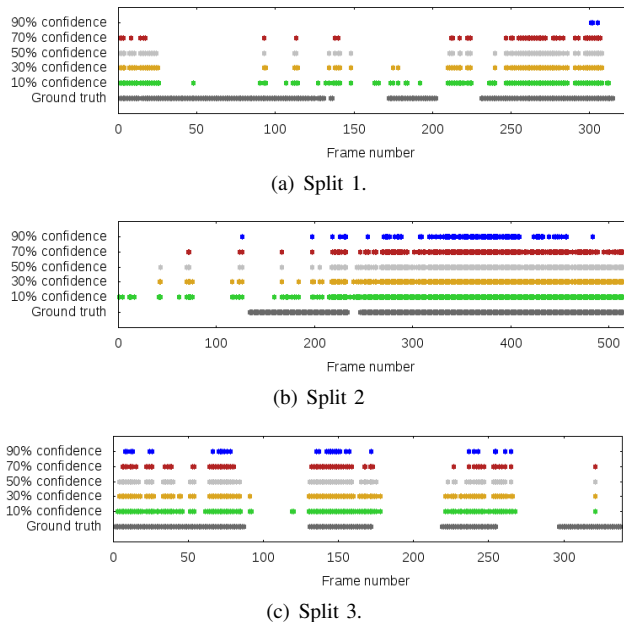 90% confidence
70% confidence
50% confidence
30% confidence
10% confidence
Ground truth
0 50 100 150 200 250 300
Frame number
(a) Split 1.
90% confidence
70% confidence
50% confidence
30% confidence
10% confidence
Ground truth
0 100 200 300 400 500
Frame number
(b) Split 2
90% confidence
70% confidence
50% confidence
30% confidence
10% confidence
Ground truth
0 50 100 150 200 250 300
Frame number
(c) Split 3.